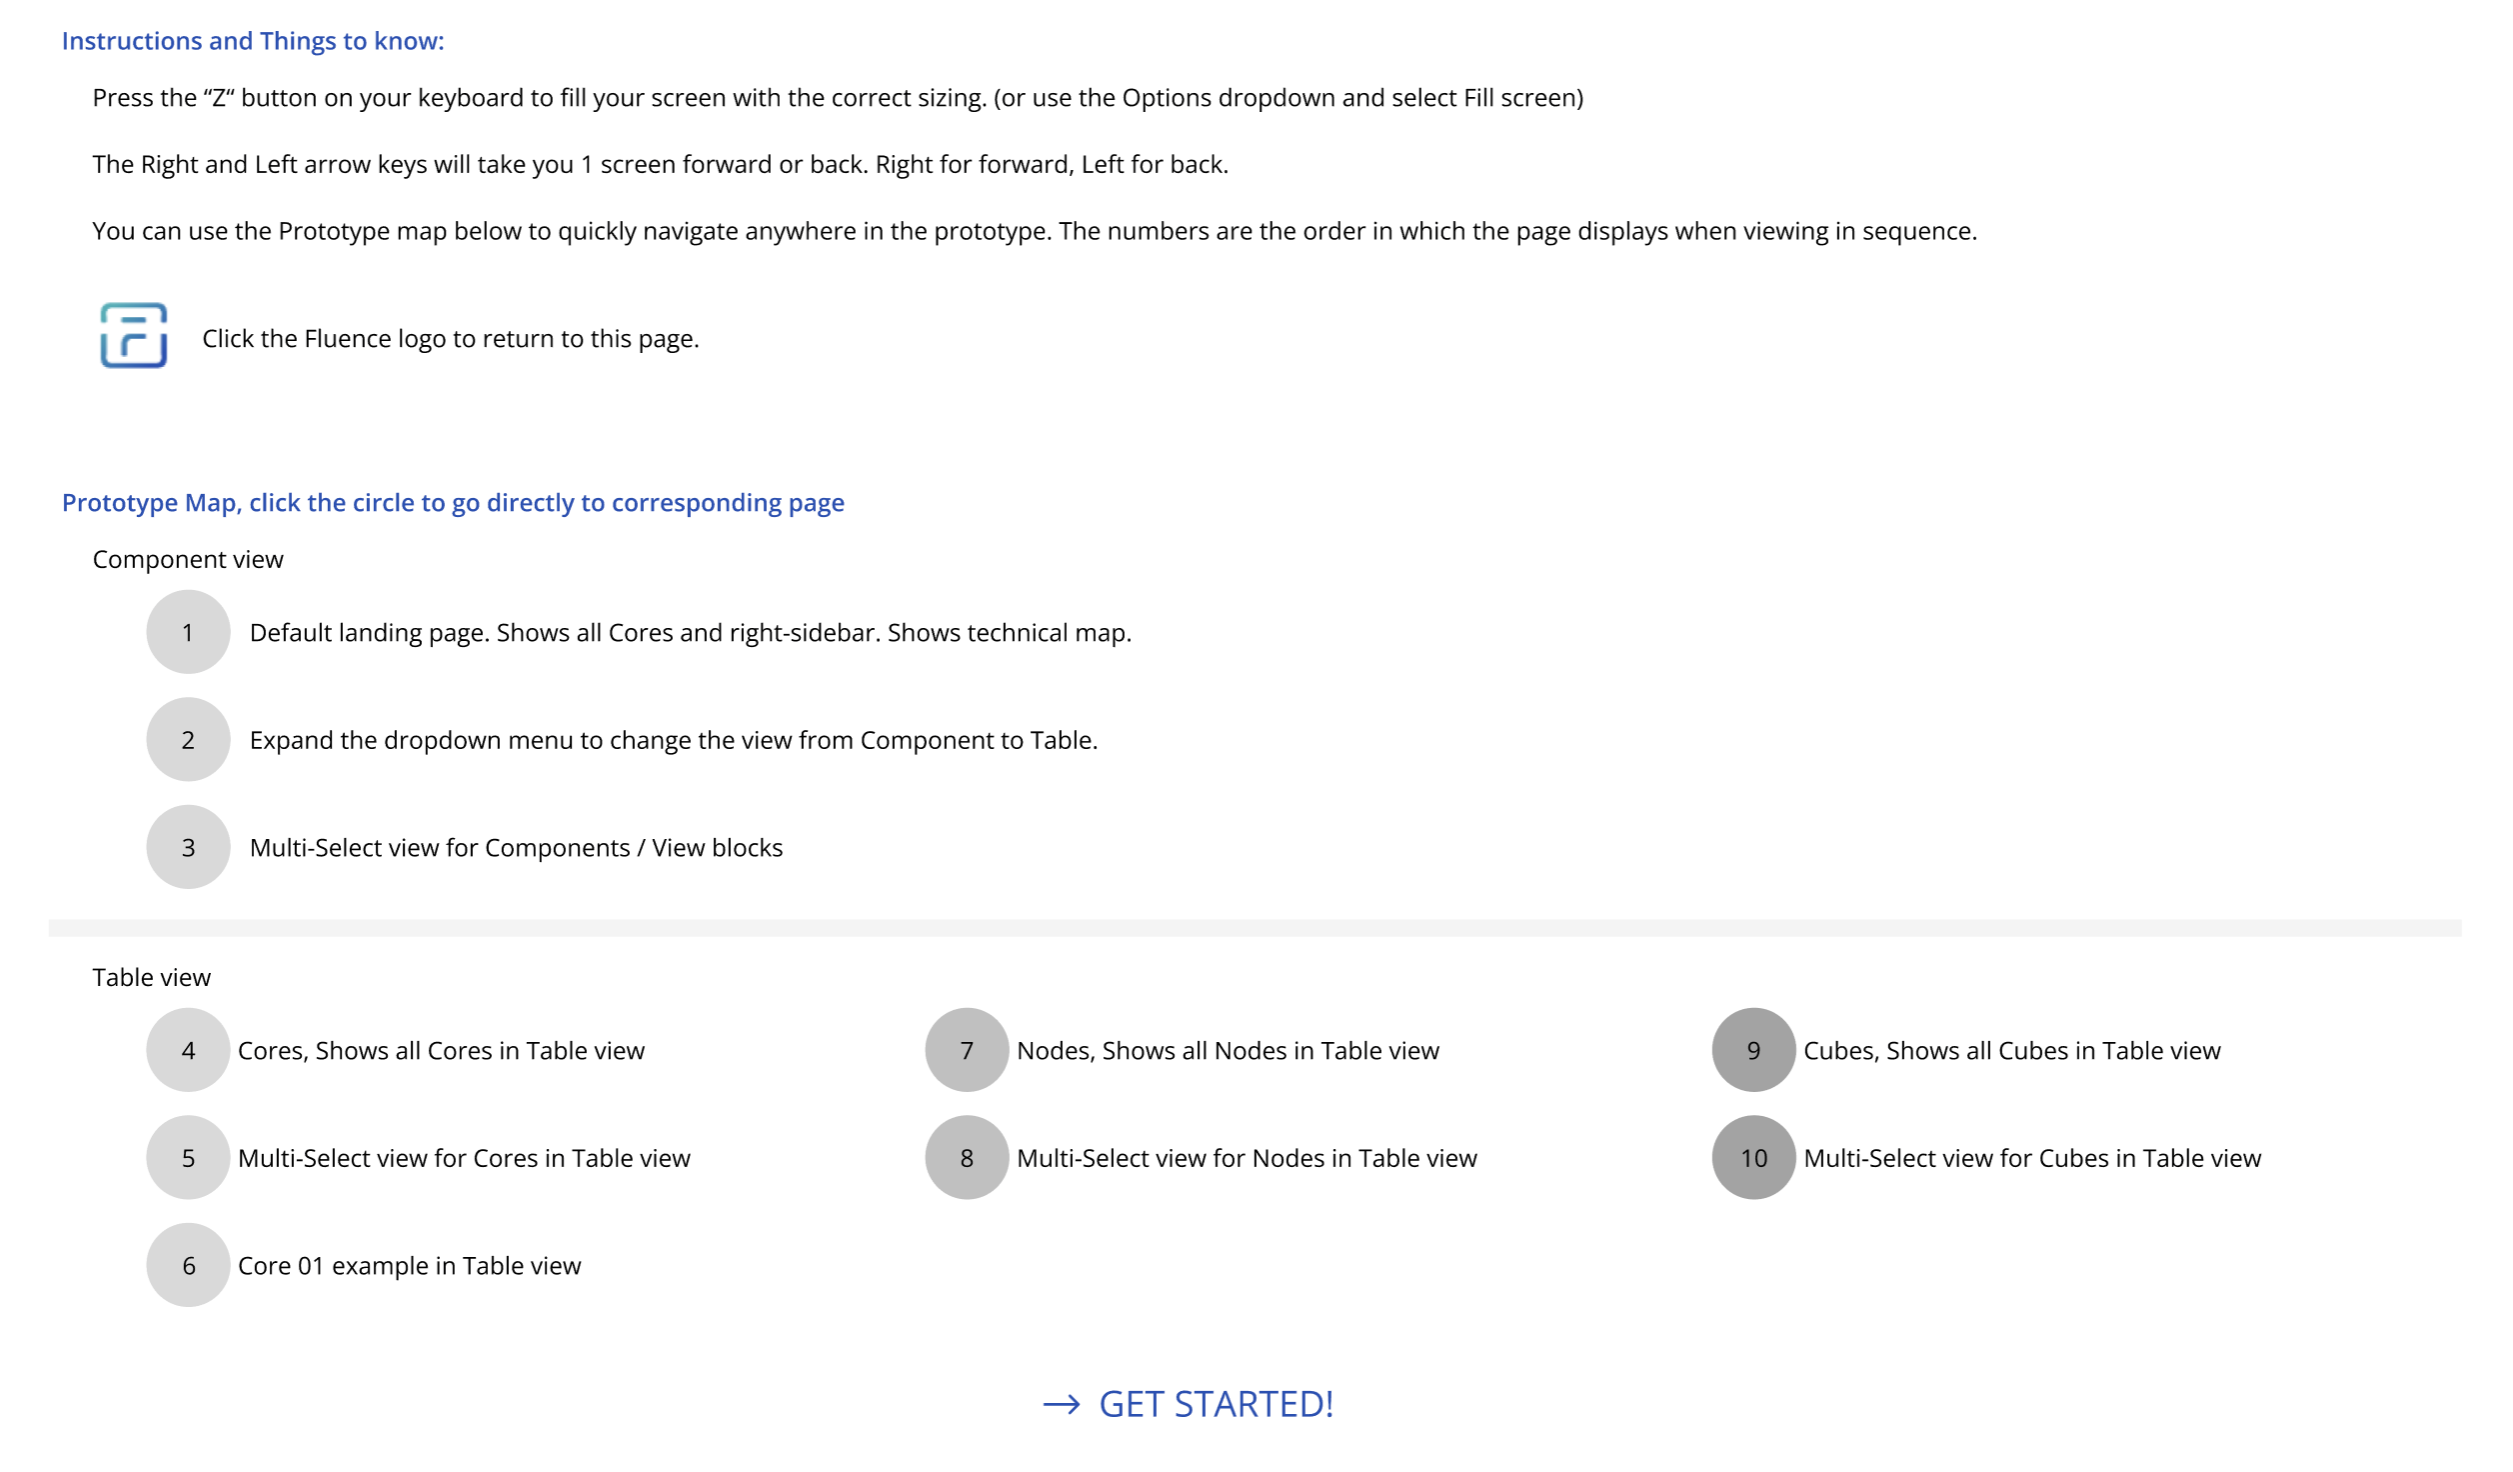 Instructions and Things to know:
Press the “Z“ button on your keyboard to fill your screen with the correct sizing. (or use the Options dropdown and select Fill screen)
The Right and Left arrow keys will take you 1 screen forward or back. Right for forward, Left for back.
You can use the Prototype map below to quickly navigate anywhere in the prototype. The numbers are the order in which the page displays when viewing in sequence.
Click the Fluence logo to return to this page.
Prototype Map, click the circle to go directly to corresponding page
Component view
1 Default landing page. Shows all Cores and right-sidebar. Shows technical map.
2 Expand the dropdown menu to change the view from Component to Table.
3 Multi-Select view for Components / View blocks
Table view
4 Cores, Shows all Cores in Table view
5 Multi-Select view for Cores in Table view
6 Core 01 example in Table view
7 Nodes, Shows all Nodes in Table view
8 Multi-Select view for Nodes in Table view
9 Cubes, Shows all Cubes in Table view
10 Multi-Select view for Cubes in Table view
→ GET STARTED!